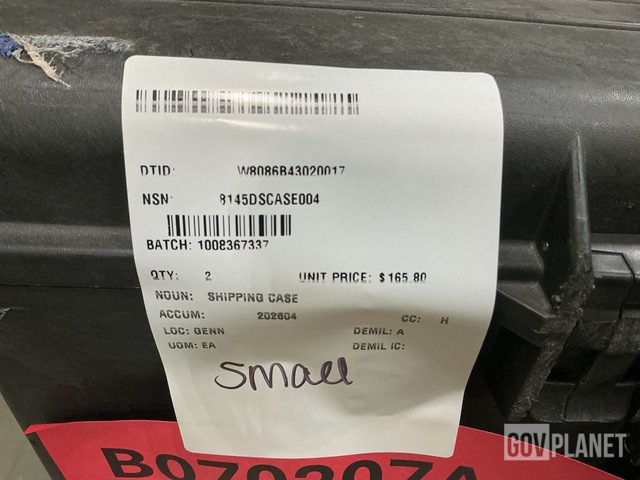 DTID: W8086B43020017
NSN: 8145DSCASE004
BATCH: 1008367337
QTY: 2 UNIT PRICE: $165.80
NOUN: SHIPPING CASE
ACCUM: 202604 CC: H
LOC: GENN DEMIL: A
UOM: EA DEMIL IC:
small
B070207A
GOVPLANET